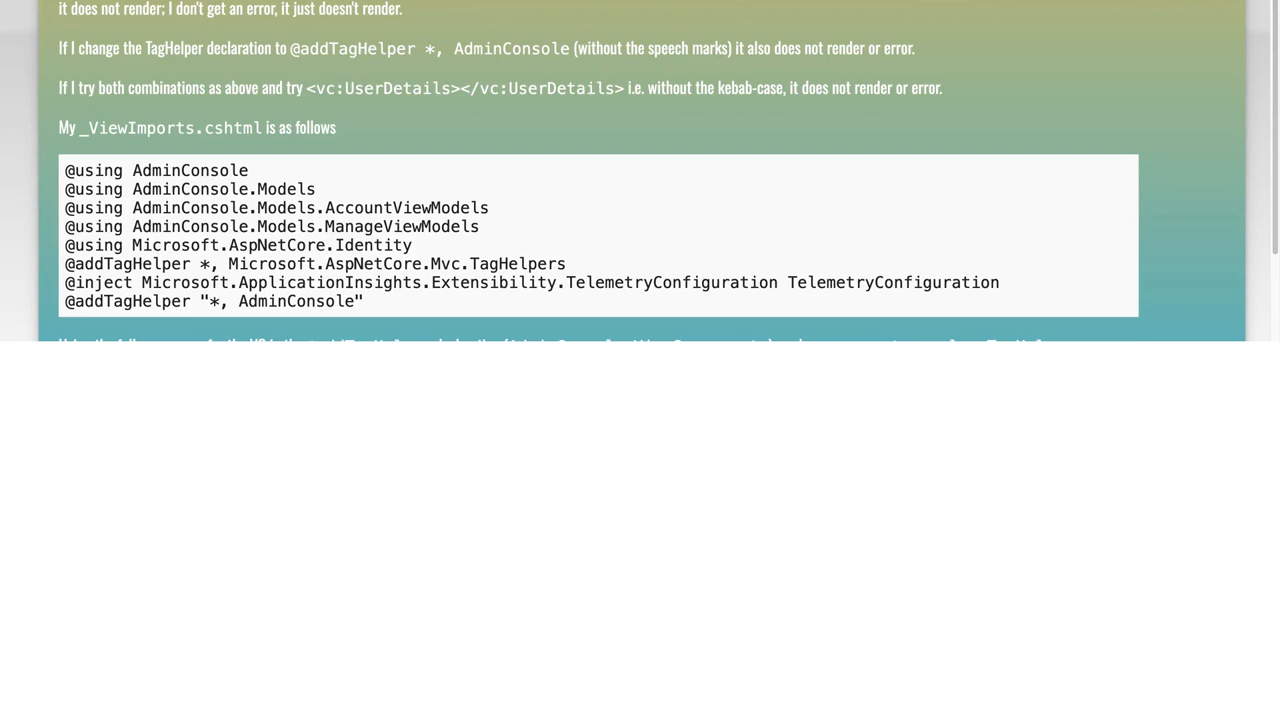 it does not render; I don't get an error, it just doesn't render.
If I change the TagHelper declaration to @addTagHelper *, AdminConsole (without the speech marks) it also does not render or error.
If I try both combinations as above and try <vc:UserDetails></vc:UserDetails> i.e. without the kebab-case, it does not render or error.
My _ViewImports.cshtml is as follows
@using AdminConsole
@using AdminConsole.Models
@using AdminConsole.Models.AccountViewModels
@using AdminConsole.Models.ManageViewModels
@using Microsoft.AspNetCore.Identity
@addTagHelper *, Microsoft.AspNetCore.Mvc.TagHelpers
@inject Microsoft.ApplicationInsights.Extensibility.TelemetryConfiguration TelemetryConfiguration
@addTagHelper "*, AdminConsole"